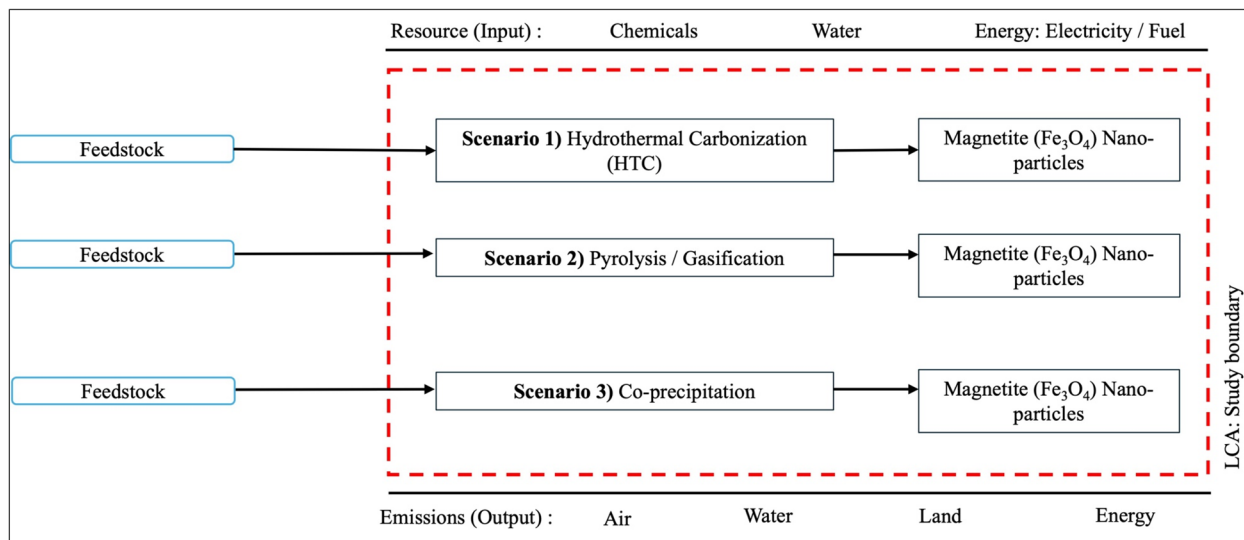 Resource (Input) : Chemicals Water Energy: Electricity / Fuel
Feedstock
Scenario 1) Hydrothermal Carbonization
(HTC)
Magnetite (Fe₃O₄) Nano-
particles
Feedstock
Scenario 2) Pyrolysis / Gasification
Magnetite (Fe₃O₄) Nano-
particles
Feedstock
Scenario 3) Co-precipitation
Magnetite (Fe₃O₄) Nano-
particles
LCA: Study boundary
Emissions (Output) : Air Water Land Energy